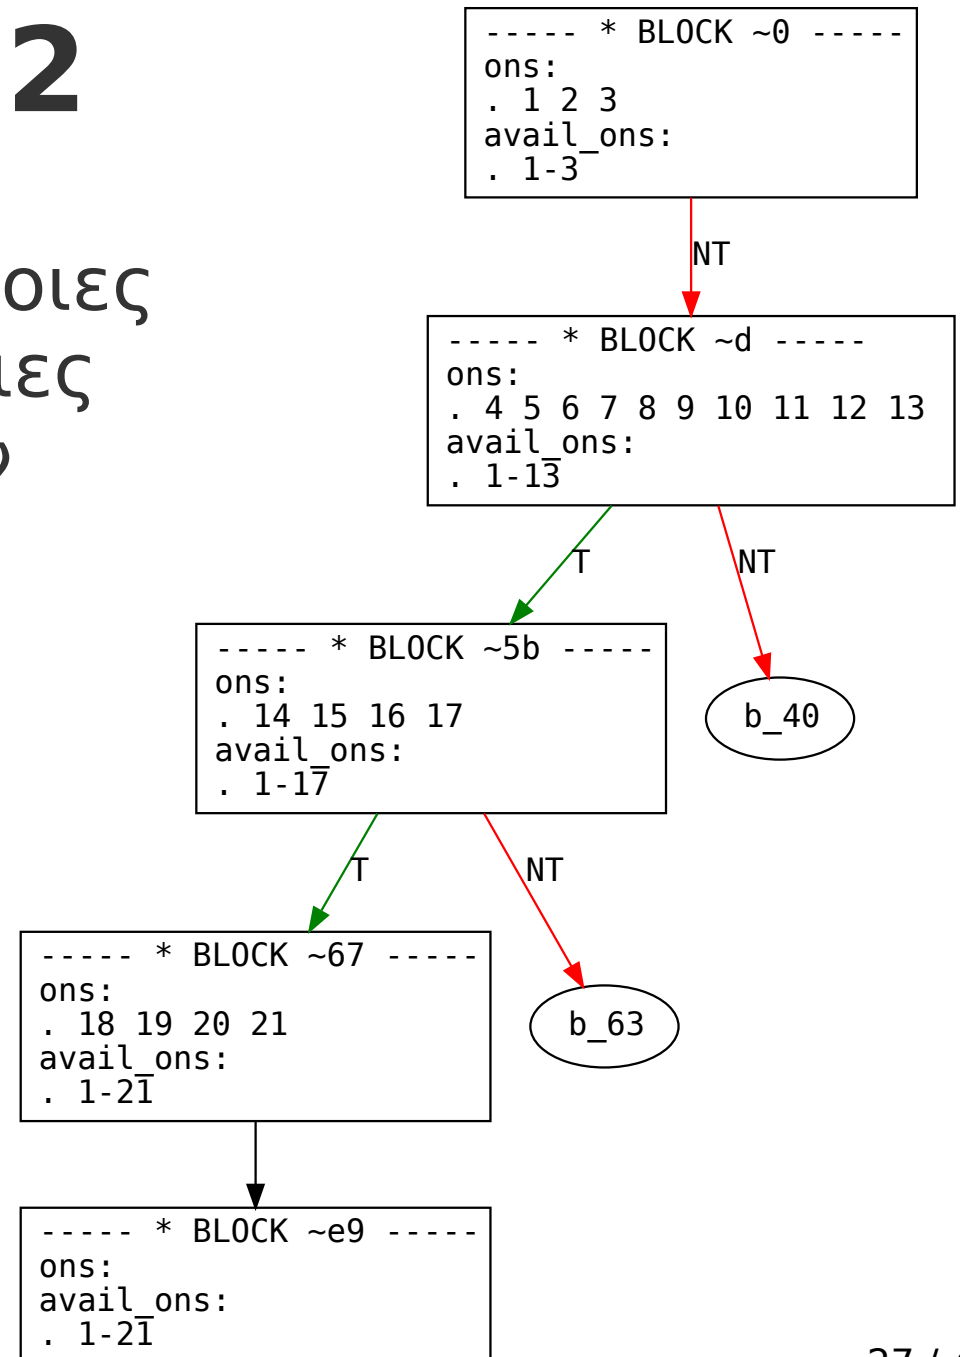 2
----- * BLOCK ~0 -----
ons:
. 1 2 3
avail_ons:
. 1-3
NT
----- * BLOCK ~d -----
ons:
. 4 5 6 7 8 9 10 11 12 13
avail_ons:
. 1-13
T
NT
----- * BLOCK ~5b -----
ons:
. 14 15 16 17
avail_ons:
. 1-17
b_40
T
NT
----- * BLOCK ~67 -----
ons:
. 18 19 20 21
avail_ons:
. 1-21
b_63
----- * BLOCK ~e9 -----
ons:
avail_ons:
. 1-21